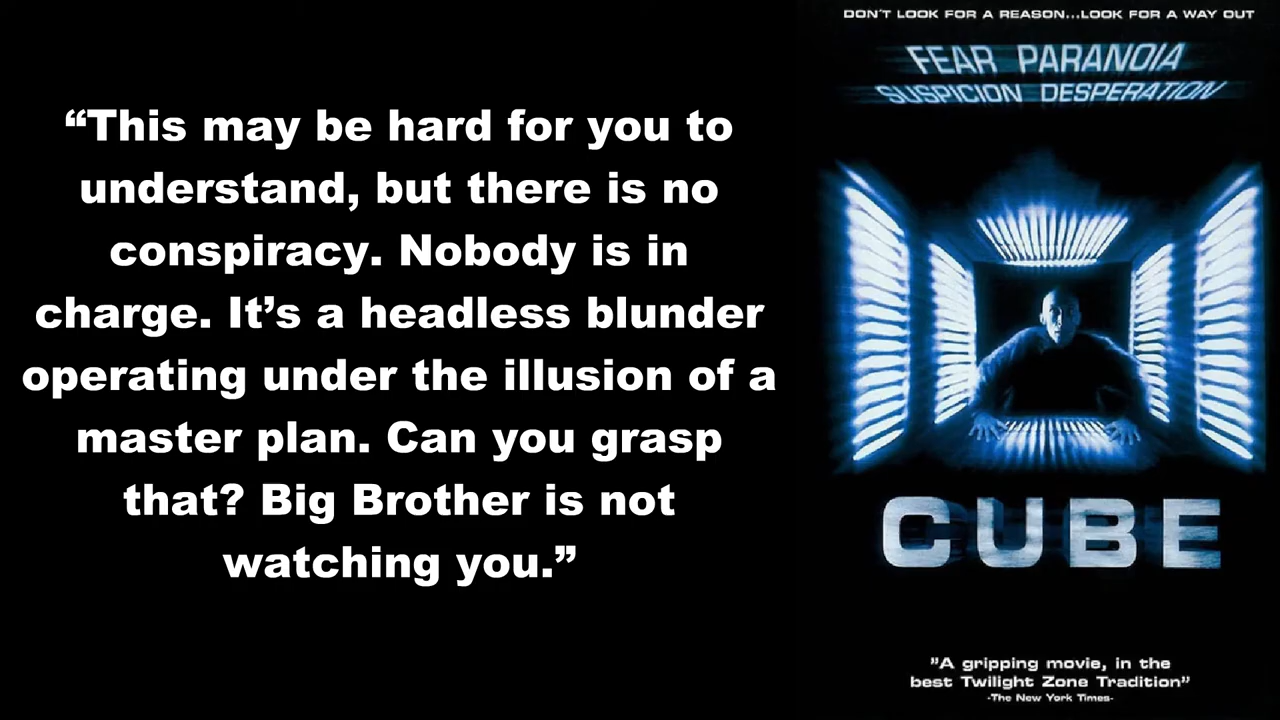 “This may be hard for you to
understand, but there is no
conspiracy. Nobody is in
charge. It’s a headless blunder
operating under the illusion of a
master plan. Can you grasp
that? Big Brother is not
watching you.”
DON´T LOOK FOR A REASON...LOOK FOR A WAY OUT
FEAR PARANOIA
SUSPICION DESPERATION
CUBE
”A gripping movie, in the
best Twilight Zone Tradition”
-The New York Times-